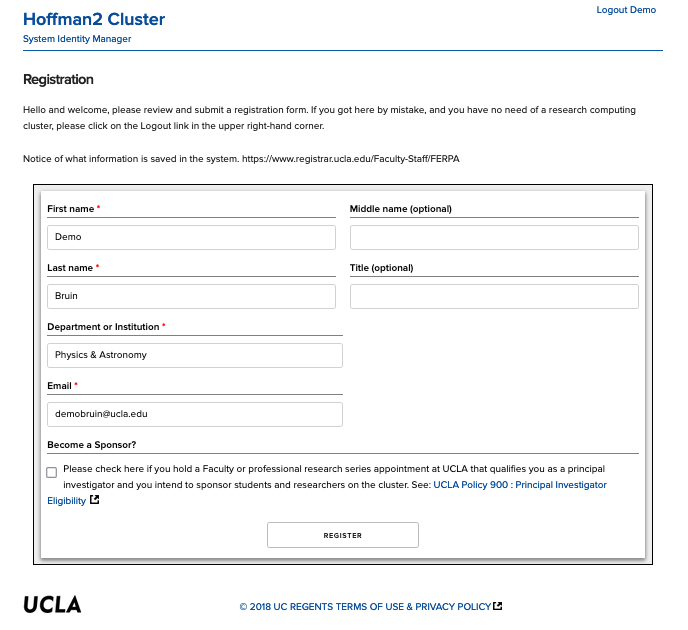 Hoffman2 Cluster
Logout Demo
System Identity Manager
Registration
Hello and welcome, please review and submit a registration form. If you got here by mistake, and you have no need of a research computing
cluster, please click on the Logout link in the upper right-hand corner.
Notice of what information is saved in the system. https://www.registrar.ucla.edu/Faculty-Staff/FERPA
First name *
Middle name (optional)
Demo
Last name *
Title (optional)
Bruin
Department or Institution *
Physics & Astronomy
Email *
demobruin@ucla.edu
Become a Sponsor?
Please check here if you hold a Faculty or professional research series appointment at UCLA that qualifies you as a principal
investigator and you intend to sponsor students and researchers on the cluster. See: UCLA Policy 900 : Principal Investigator
Eligibility
REGISTER
UCLA
© 2018 UC REGENTS TERMS OF USE & PRIVACY POLICY